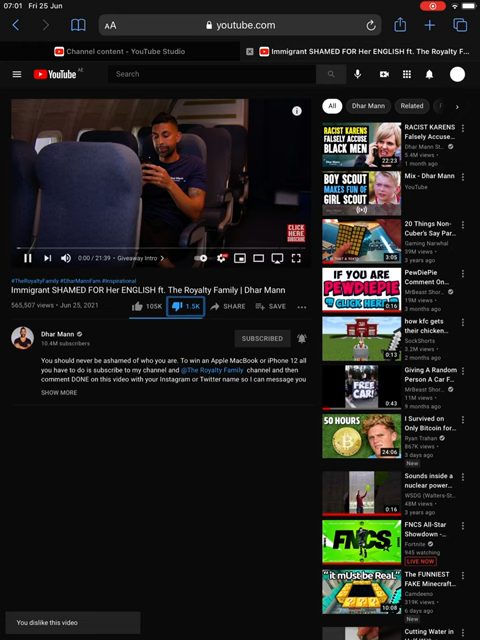 07:01 Fri 25 Jun
AA
youtube.com
Channel content - YouTube Studio
Immigrant SHAMED FOR Her ENGLISH ft. The Royalty F...
YouTube AE
Search
CLICK HERE
SUBSCRIBE
0:00 / 21:39 • Giveaway Intro
#TheRoyaltyFamily #DharMannFam #Inspirational
Immigrant SHAMED FOR Her ENGLISH ft. The Royalty Family | Dhar Mann
565,507 views • Jun 25, 2021
105K
1.5K
SHARE
SAVE
Dhar Mann
10.4M subscribers
SUBSCRIBED
You should never be ashamed of who you are. To win an Apple MacBook or iPhone 12 all
you have to do is subscribe to my channel and @The Royalty Family channel and then
comment DONE on this video with your Instagram or Twitter name so I can message you
SHOW MORE
All
Dhar Mann
Related
RACIST KARENS
FALSELY ACCUSE
BLACK MEN
22:23
RACIST KARENS
Falsely Accuse...
Dhar Mann St...
5.4M views •
1 month ago
BOY SCOUT
MAKES FUN OF
GIRL SCOUT
Mix - Dhar Mann
YouTube
3:05
20 Things Non-
Cuber's Say Par...
Gaming Narwhal
39M views •
3 years ago
IF YOU ARE
PEWDIEPIE
CLICK HERE
0:16
PewDiePie
Comment On...
MrBeast Shor...
19M views •
3 months ago
0:13
how kfc gets
their chicken...
SockShorts
3.2M views •
2 months ago
FREE
CAR!
0:43
Giving A Random
Person A Car F...
MrBeast Shor...
11M views •
9 months ago
50 HOURS
24:06
I Survived on
Only Bitcoin for...
Ryan Trahan
867K views •
3 days ago
New
0:16
Sounds inside a
nuclear power...
WSDG (Walters-St...
48M views •
3 years ago
FNCS
FNCS All-Star
Showdown -...
Fortnite
945 watching
LIVE NOW
"it mUst be ReaL"
10:08
The FUNNIEST
FAKE Minecraft...
Camdeeno
319K views •
6 days ago
New
Cutting Water in
You dislike this video